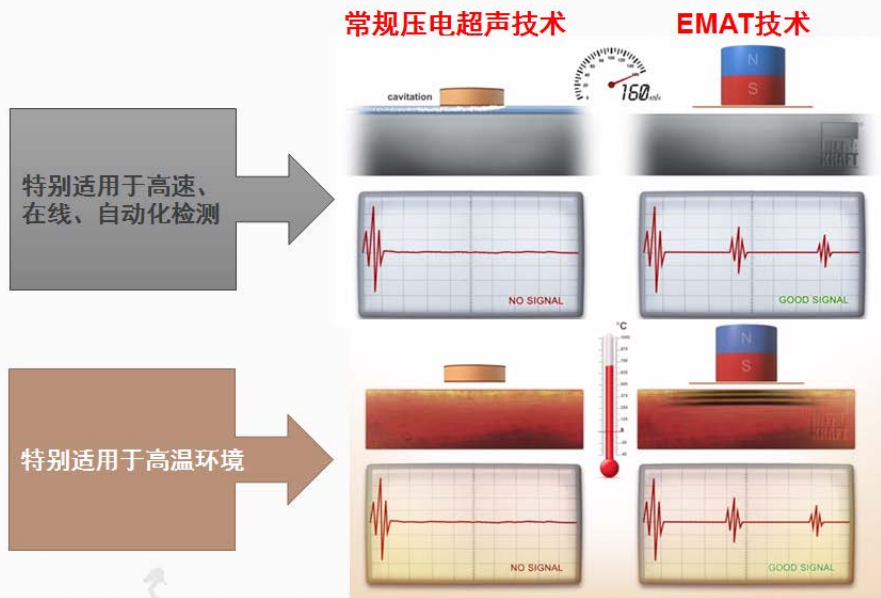 常规压电超声技术
EMAT技术
cavitation
160
N
S
特别适用于高速、
在线、自动化检测
NO SIGNAL
GOOD SIGNAL
°C
N
S
特别适用于高温环境
NO SIGNAL
GOOD SIGNAL